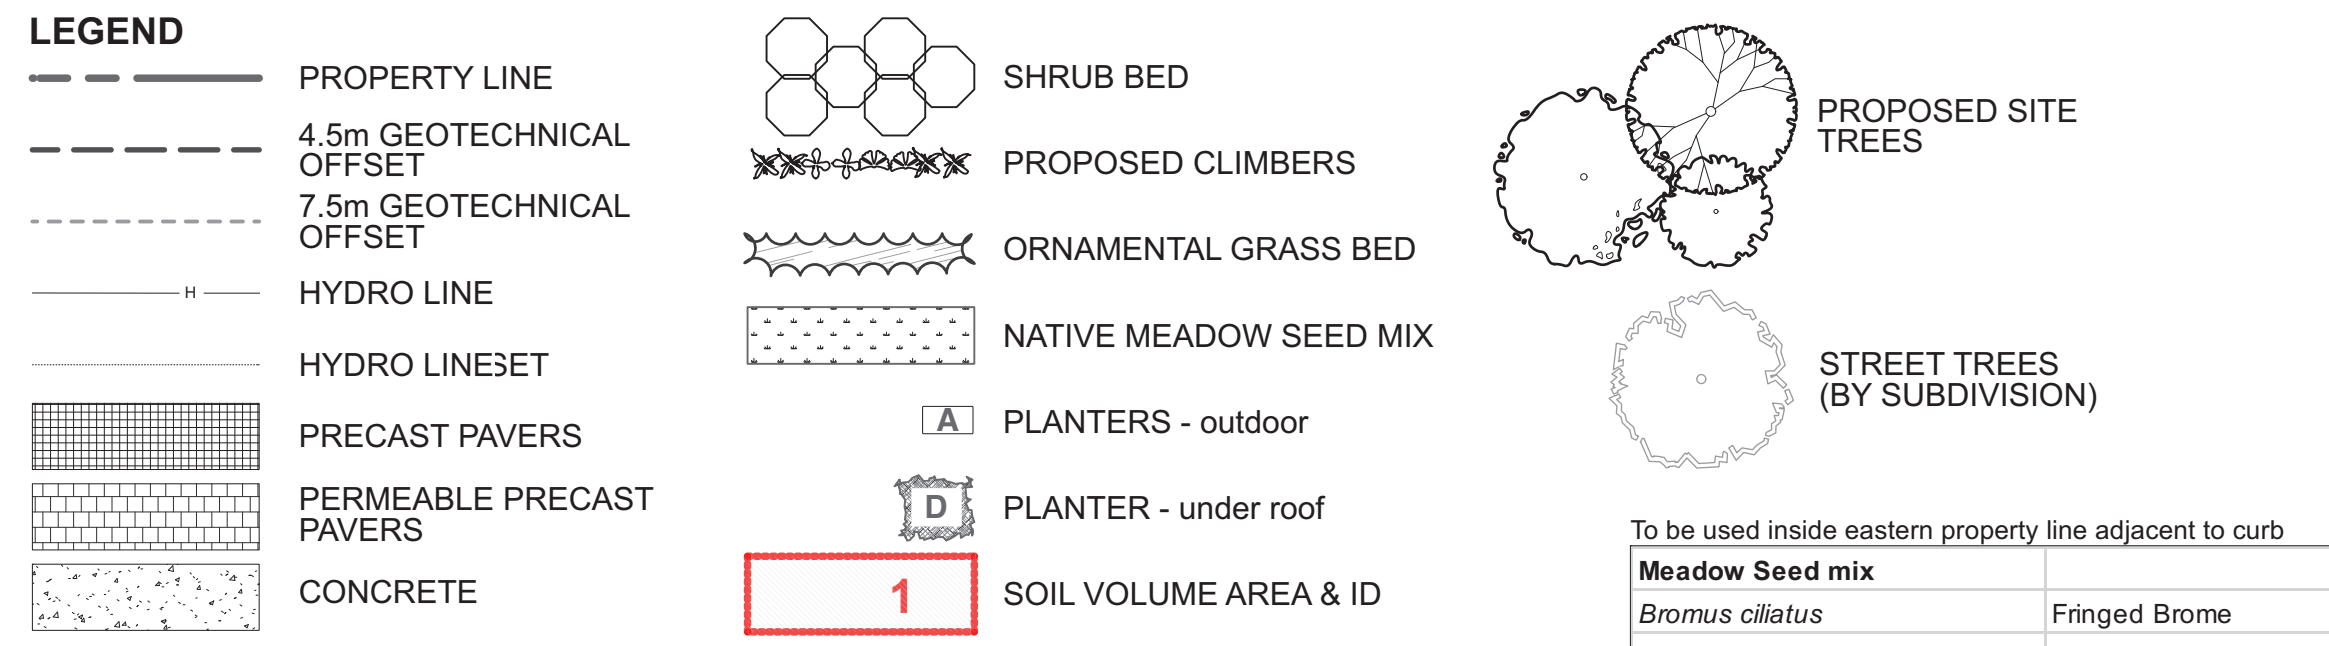 LEGEND
PROPERTY LINE
4.5m GEOTECHNICAL
OFFSET
7.5m GEOTECHNICAL
OFFSET
H
HYDRO LINE
HYDRO LINESET
PRECAST PAVERS
PERMEABLE PRECAST
PAVERS
CONCRETE
SHRUB BED
PROPOSED CLIMBERS
ORNAMENTAL GRASS BED
NATIVE MEADOW SEED MIX
A
PLANTERS - outdoor
D
PLANTER - under roof
1
SOIL VOLUME AREA & ID
PROPOSED SITE
TREES
STREET TREES
(BY SUBDIVISION)
To be used inside eastern property line adjacent to curb
Meadow Seed mix
Bromus ciliatus Fringed Brome